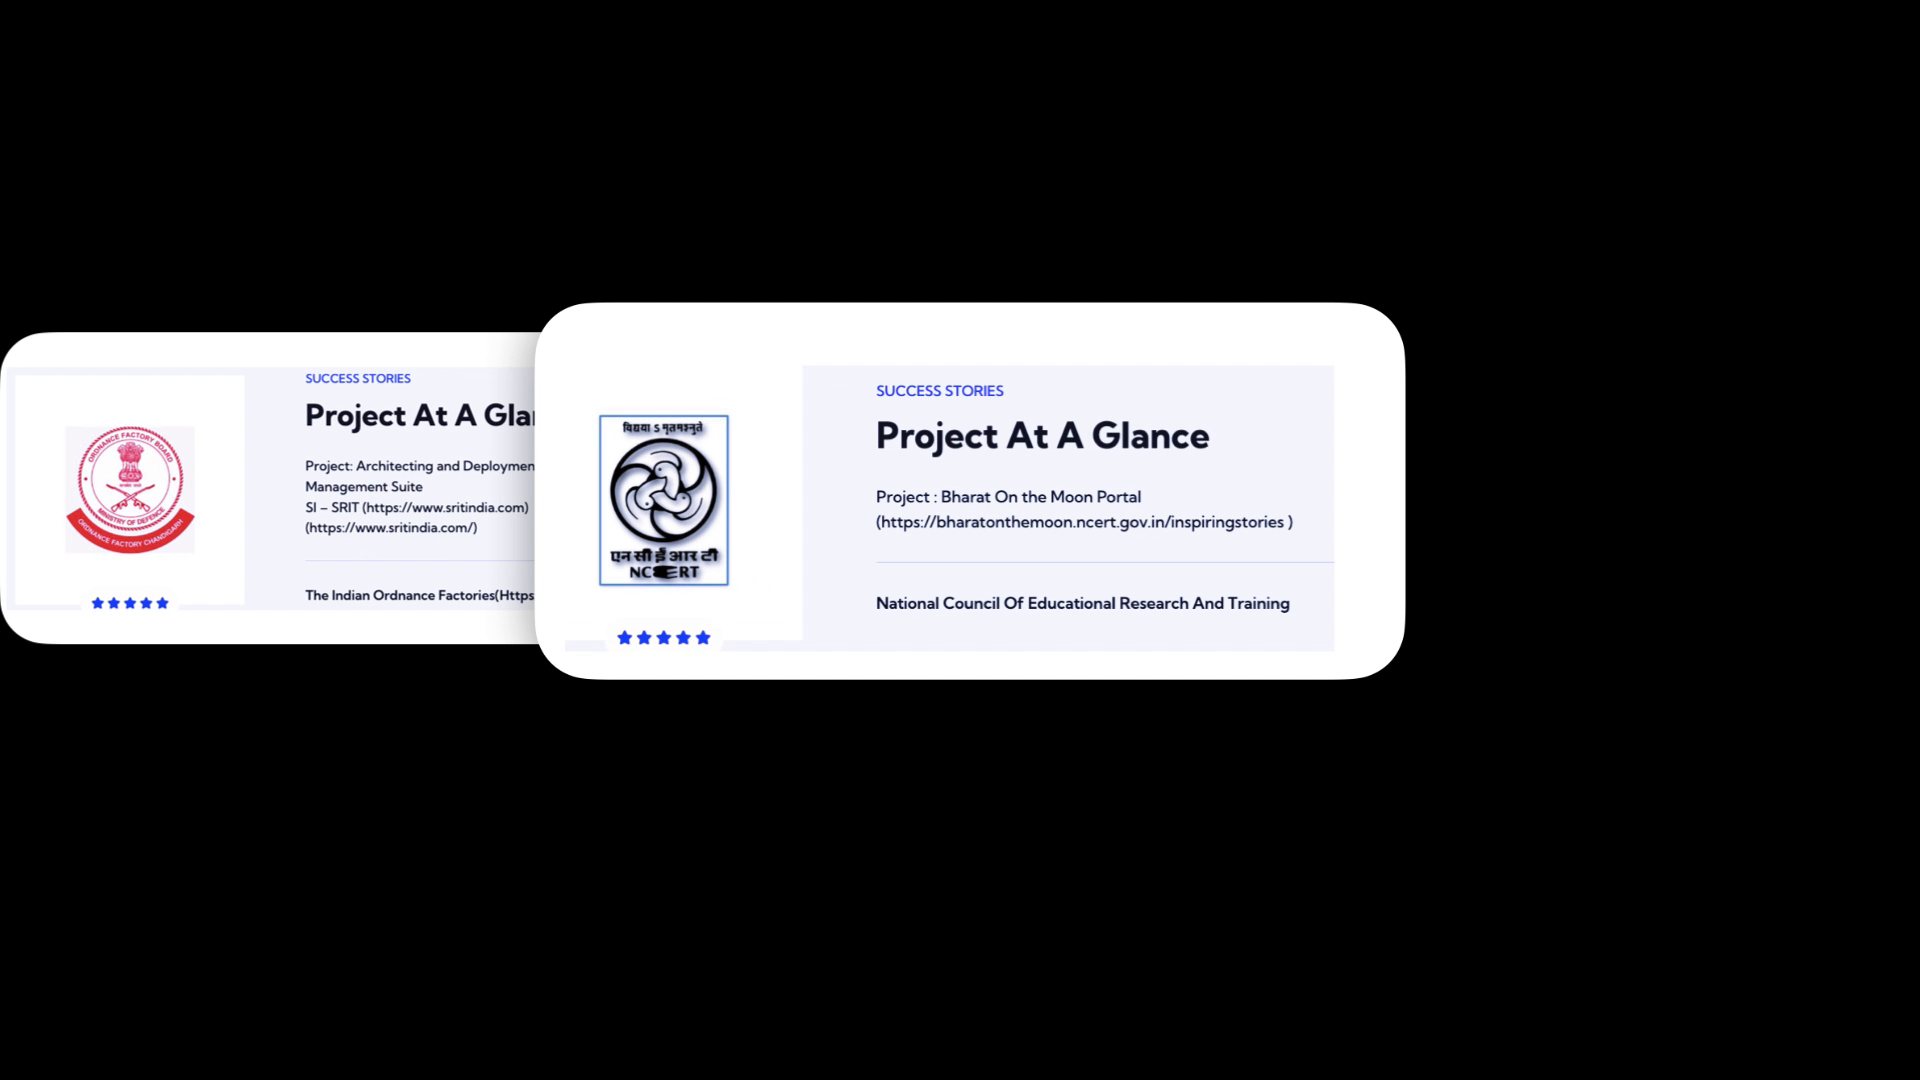 ORDNANCE FACTORY BOARD
MINISTRY OF DEFENCE
ORDNANCE FACTORY CHANDIGARH
SUCCESS STORIES
Project At A Glan
Project: Architecting and Deploymen
Management Suite
SI – SRIT (https://www.sritindia.com)
(https://www.sritindia.com/)
The Indian Ordnance Factories(Https
विद्यया ऽ मृतमश्नुते
एन सी ई आर टी
NCERT
SUCCESS STORIES
Project At A Glance
Project : Bharat On the Moon Portal
(https://bharatonthemoon.ncert.gov.in/inspiringstories )
National Council Of Educational Research And Training